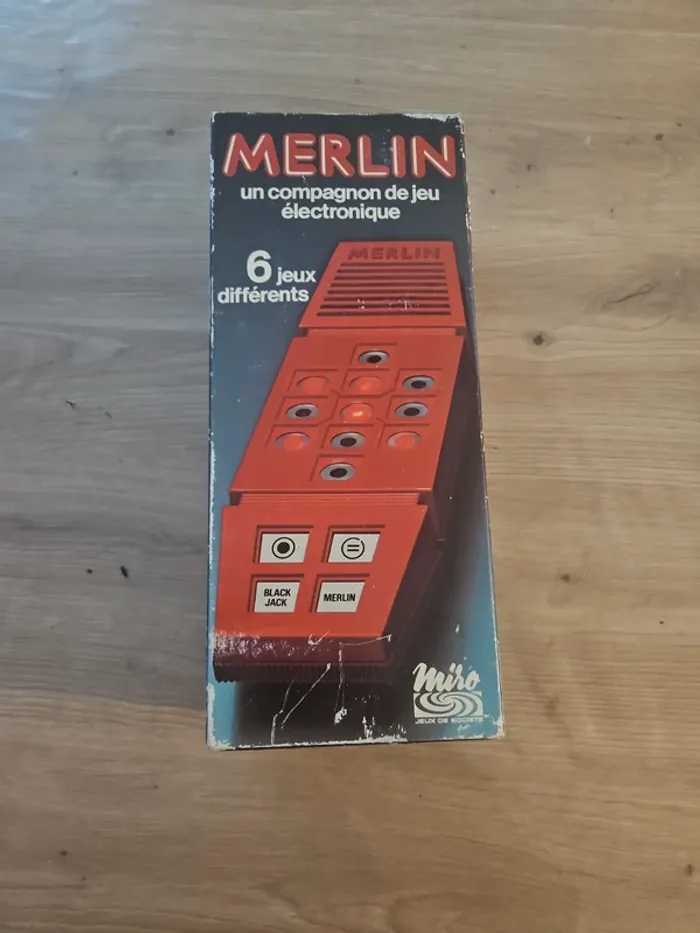 MERLIN
un compagnon de jeu
électronique
6 jeux
différents
MERLIN
BLACK
JACK
MERLIN
miro
JEUX DE SOCIETE